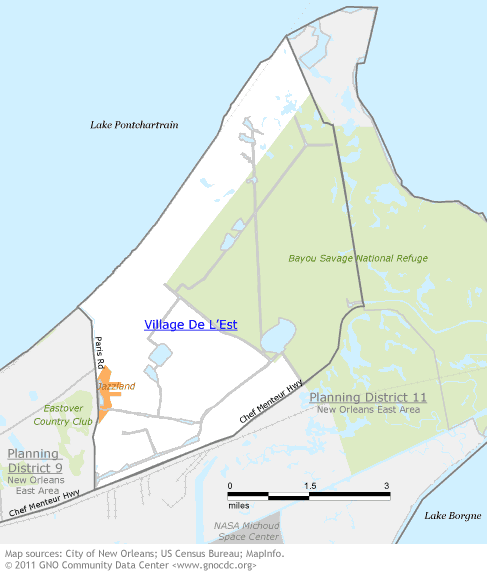 Lake Pontchartrain
Bayou Savage National Refuge
Village De L'Est
Paris Rd
Jazzland
Eastover
Country Club
Chef Menteur Hwy
Planning District 11
New Orleans East Area
Planning
District 9
New Orleans
East Area
Chef Menteur Hwy
0 1.5 3
miles
NASA Michoud
Space Center
Lake Borgne
Map sources: City of New Orleans; US Census Bureau; MapInfo.
© 2011 GNO Community Data Center <www.gnocdc.org>